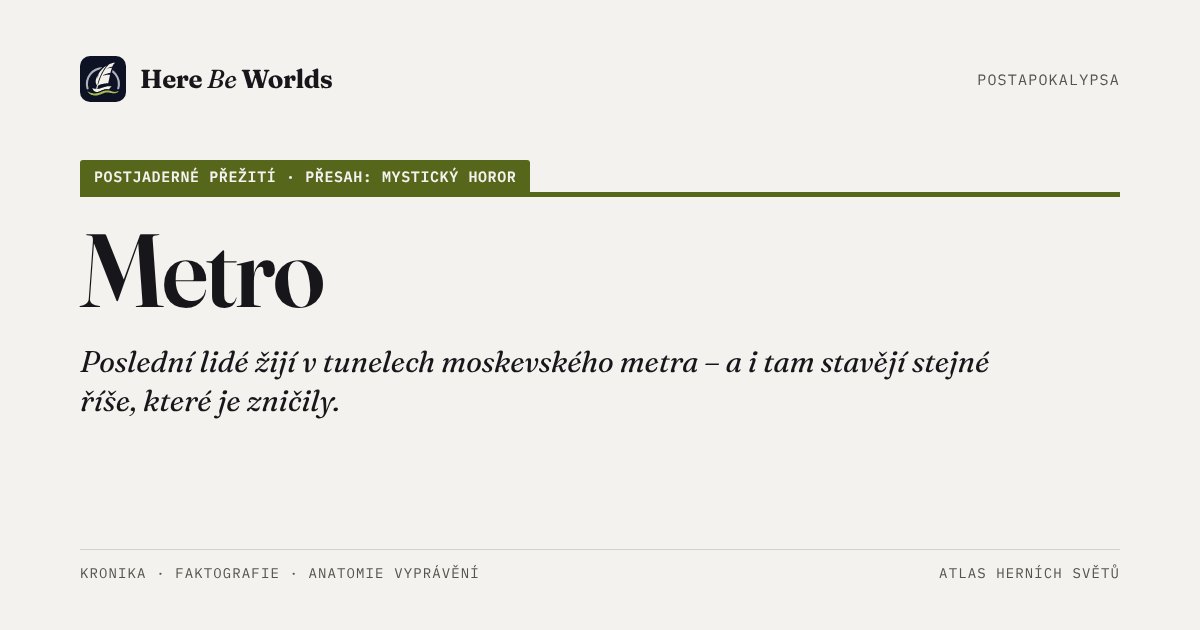 Here Be Worlds
POSTAPOKALYPSA
POSTJADERNÉ PŘEŽITÍ · PŘESAH: MYSTICKÝ HOROR
Metro
Poslední lidé žijí v tunelech moskevského metra – a i tam stavějí stejné
říše, které je zničily.
KRONIKA · FAKTOGRAFIE · ANATOMIE VYPRÁVĚNÍ
ATLAS HERNÍCH SVĚTŮ